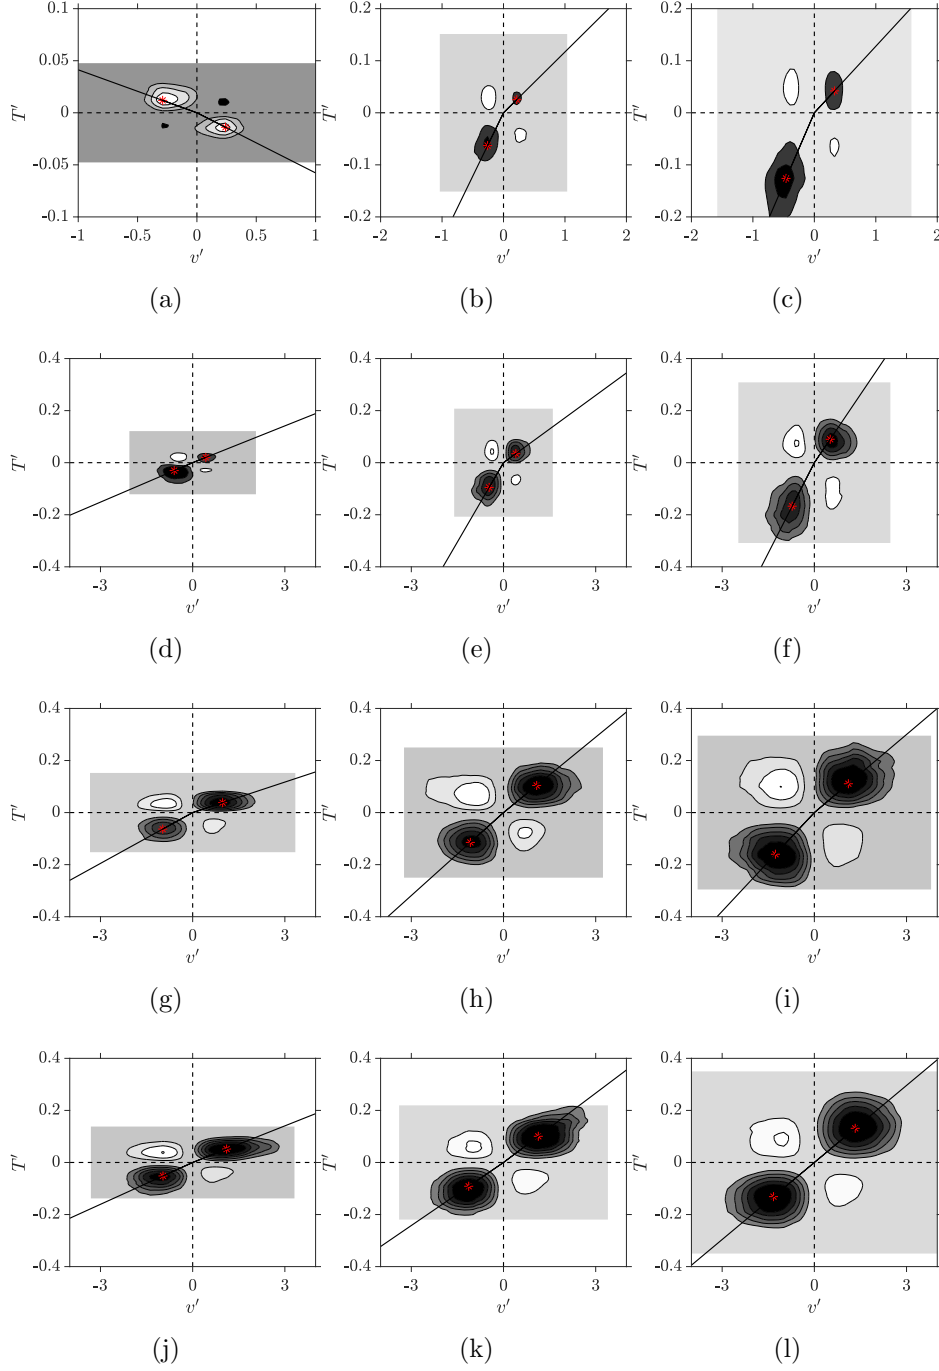 0.1
0.05
0
-0.05
-0.1
T′
-1 -0.5 0 0.5 1
v′
(a)
0.2
0.1
0
-0.1
-0.2
T′
-2 -1 0 1 2
v′
(b)
0.2
0.1
0
-0.1
-0.2
T′
-2 -1 0 1 2
v′
(c)
0.4
0.2
0
-0.2
-0.4
T′
-3 0 3
v′
(d)
0.4
0.2
0
-0.2
-0.4
T′
-3 0 3
v′
(e)
0.4
0.2
0
-0.2
-0.4
T′
-3 0 3
v′
(f)
0.4
0.2
0
-0.2
-0.4
T′
-3 0 3
v′
(g)
0.4
0.2
0
-0.2
-0.4
T′
-3 0 3
v′
(h)
0.4
0.2
0
-0.2
-0.4
T′
-3 0 3
v′
(i)
0.4
0.2
0
-0.2
-0.4
T′
-3 0 3
v′
(j)
0.4
0.2
0
-0.2
-0.4
T′
-3 0 3
v′
(k)
0.4
0.2
0
-0.2
-0.4
T′
-3 0 3
v′
(l)